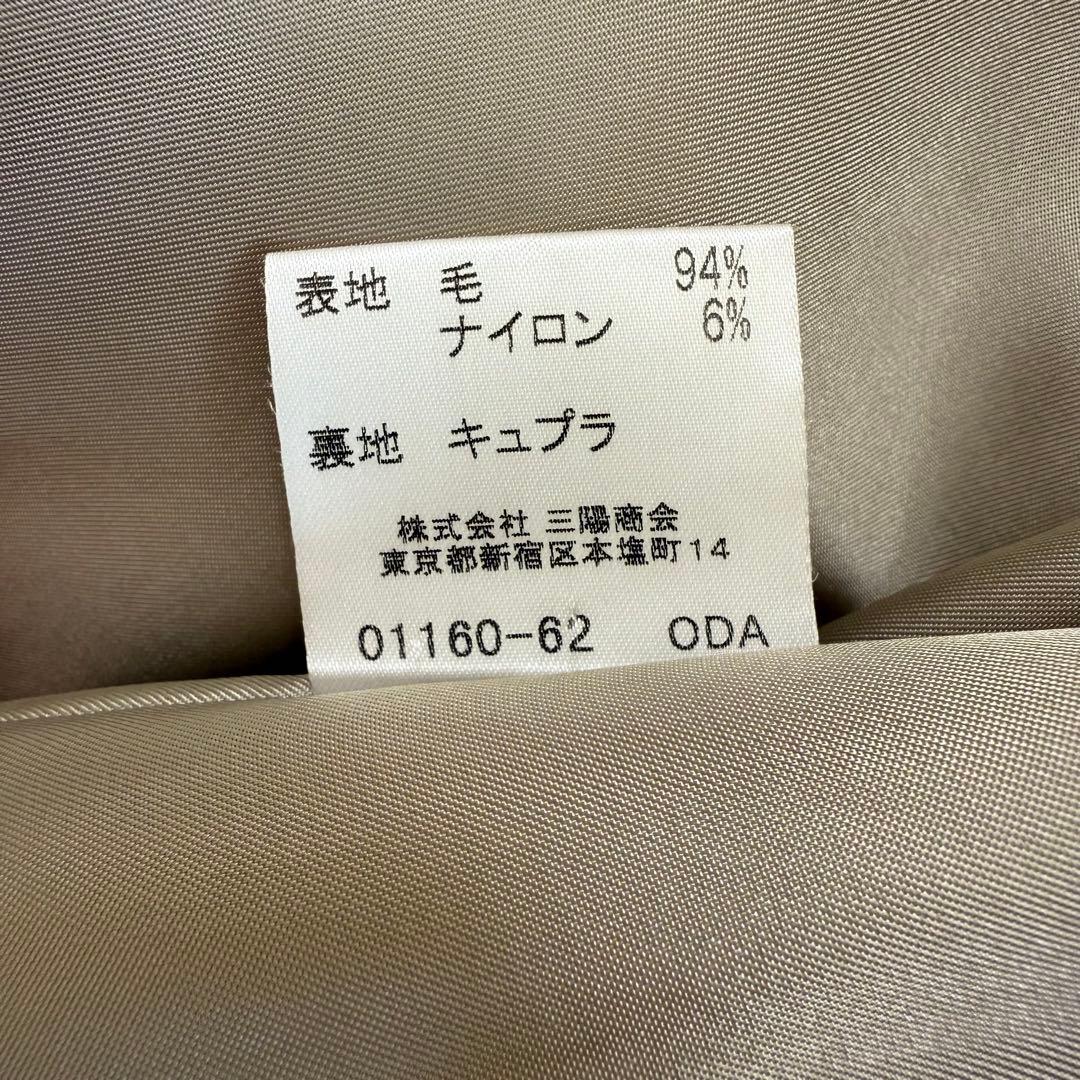 表地 毛 94%
ナイロン 6%
裏地 キュプラ
株式会社 三陽商会
東京都新宿区本塩町14
01160-62 ODA